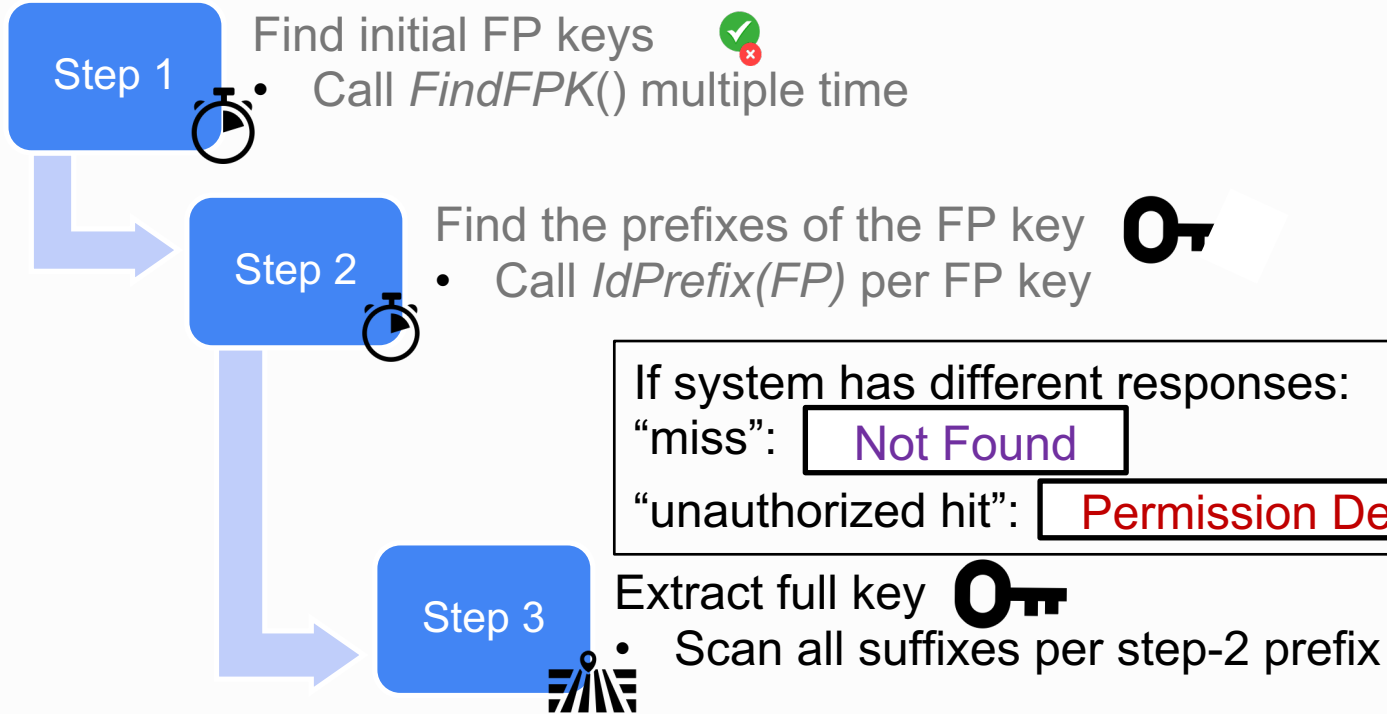 Step 1
Find initial FP keys
• Call FindFPK() multiple time
Step 2
Find the prefixes of the FP key
• Call IdPrefix(FP) per FP key
If system has different responses:
“miss”: Not Found
“unauthorized hit”: Permission De
Step 3
Extract full key
• Scan all suffixes per step-2 prefix